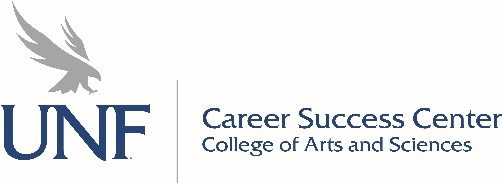 UNF
Career Success Center
College of Arts and Sciences